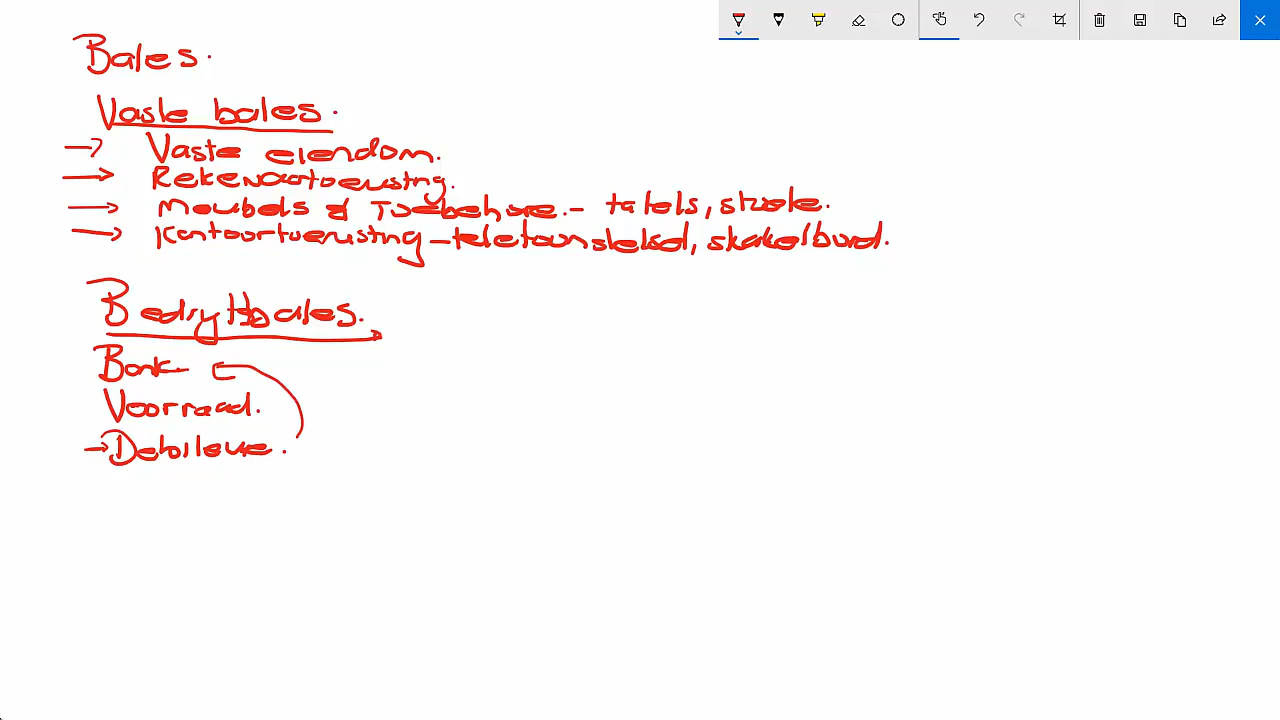 Bates.
Vaste bates.
→ Vaste eiendom.
→ Rekenaartoerusting.
→ Meubels & Toebehore. - tafels, stoele.
→ Kantoortoerusting - telefoonstelsel, skakelbord.
Bedryfsbates.
Bank
Voorraad.
→ Debiteure.